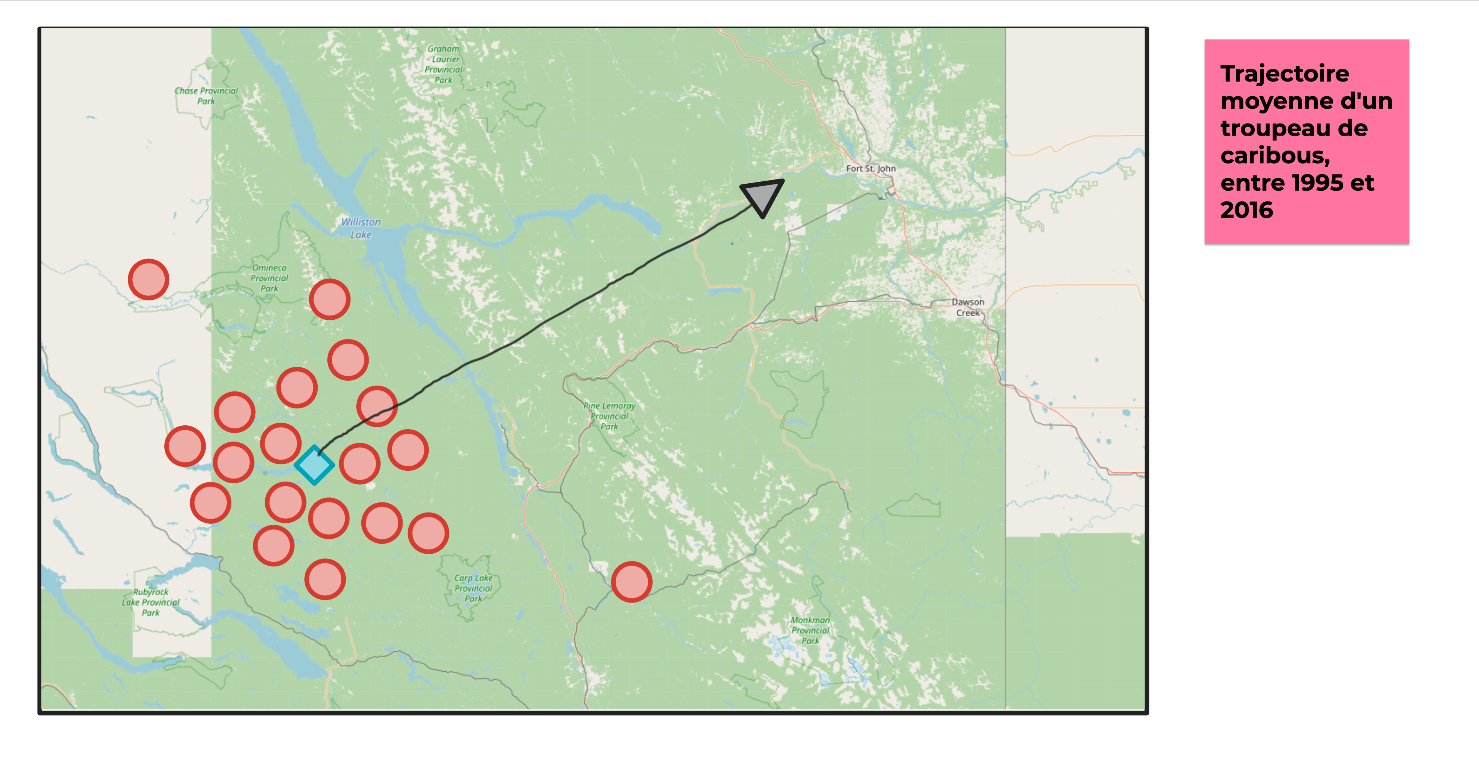 Graham
- Laurier
Provincial
Park
Chase Provincial
Park
Fort St. John
Williston
Lake
Omineca
Provincial
Park
Dawson
Creek
Pine Lemoray
Provincial
Park
Carp Lake
Provincial
Park
Rubyrock
Lake Provincial
Park
Monkman
Provincial
Park
Trajectoire
moyenne d'un
troupeau de
caribous,
entre 1995 et
2016